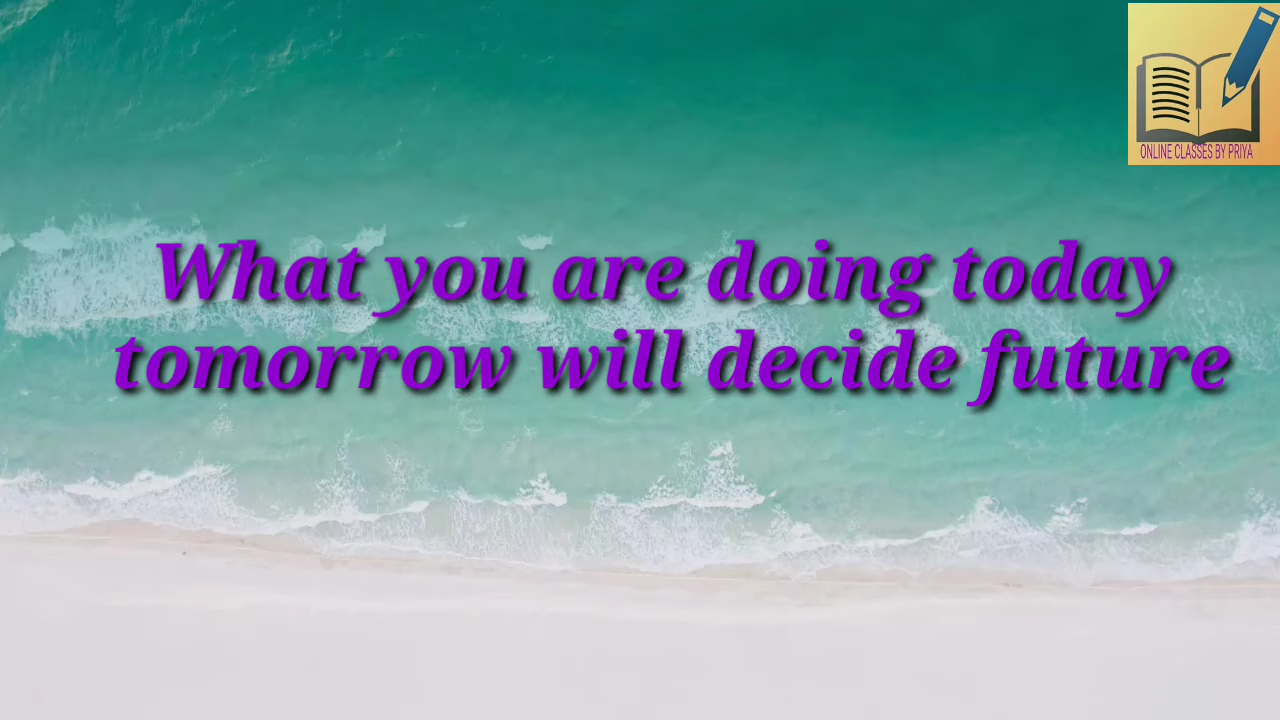 ONLINE CLASSES BY PRIYA
What you are doing today
tomorrow will decide future